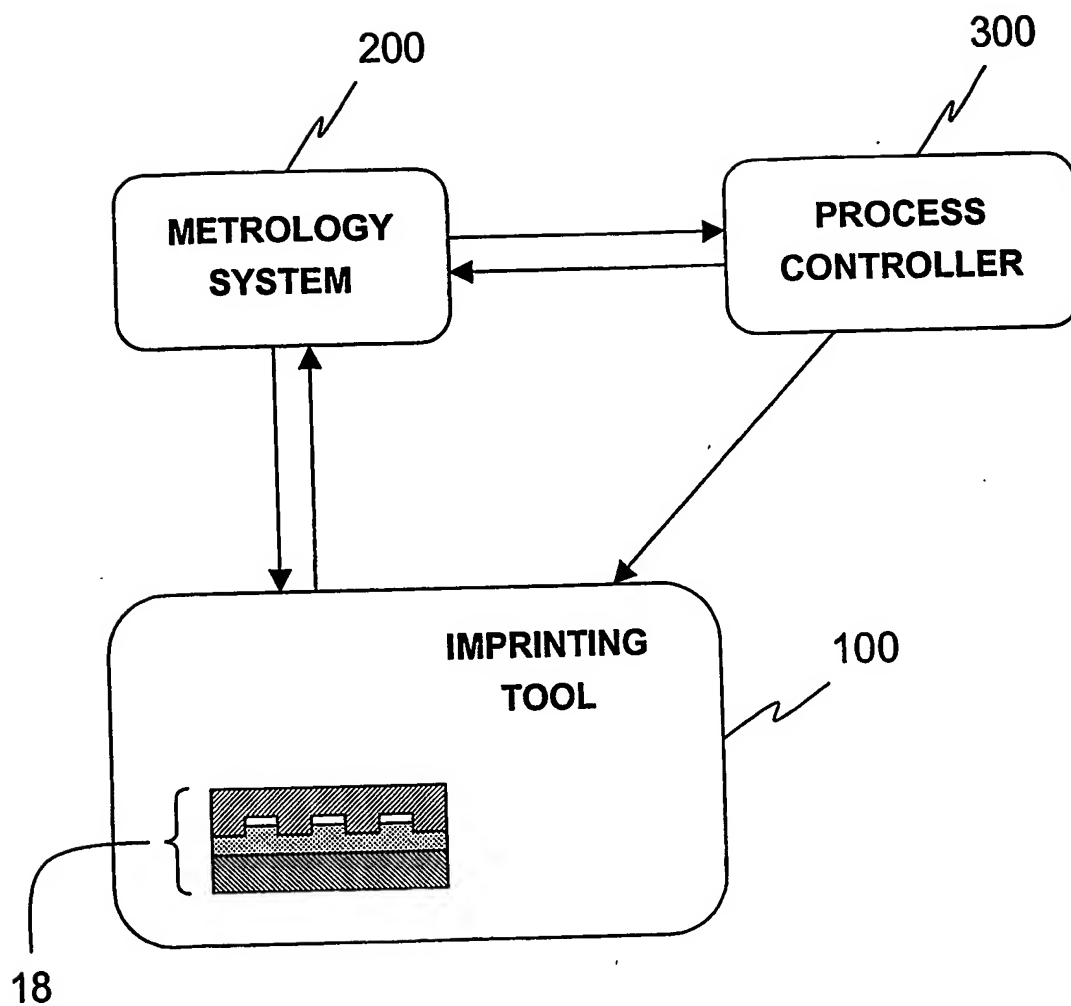 200
300
METROLOGY
SYSTEM
PROCESS
CONTROLLER
IMPRINTING
TOOL
100
18